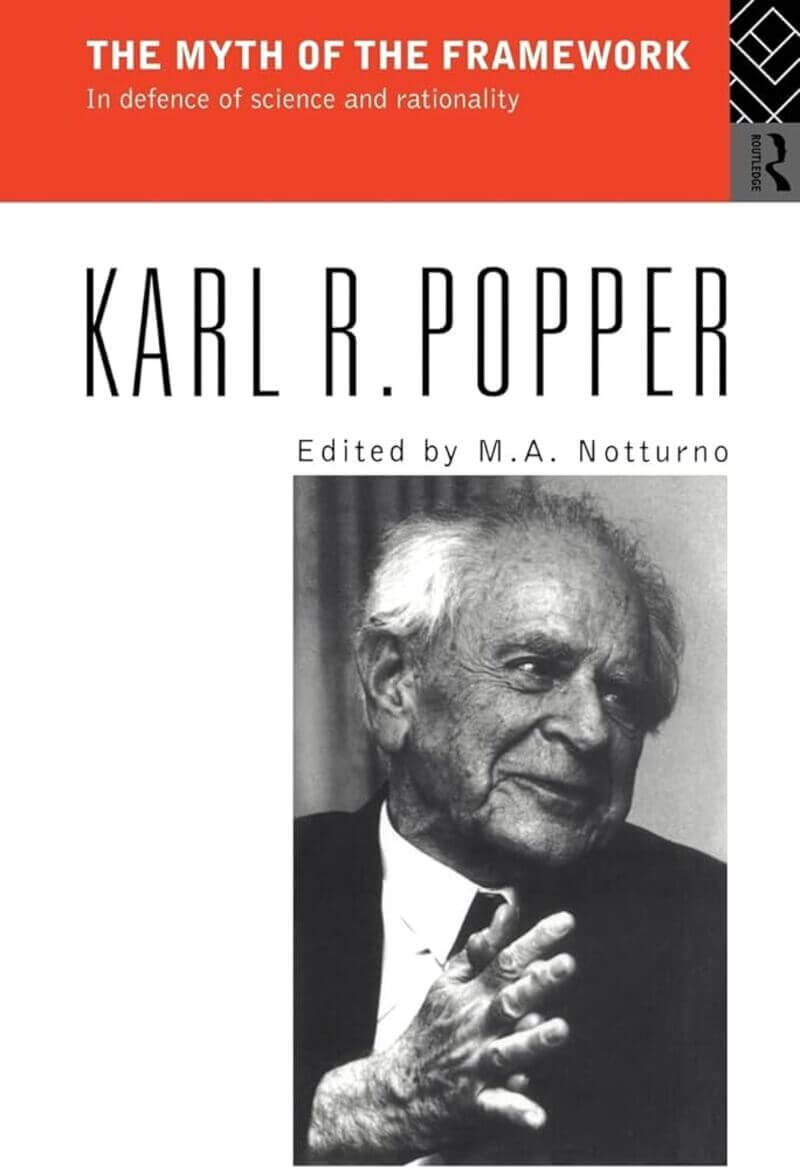 THE MYTH OF THE FRAMEWORK
In defence of science and rationality
ROUTLEDGE
KARL R. POPPER
Edited by M.A. Notturno